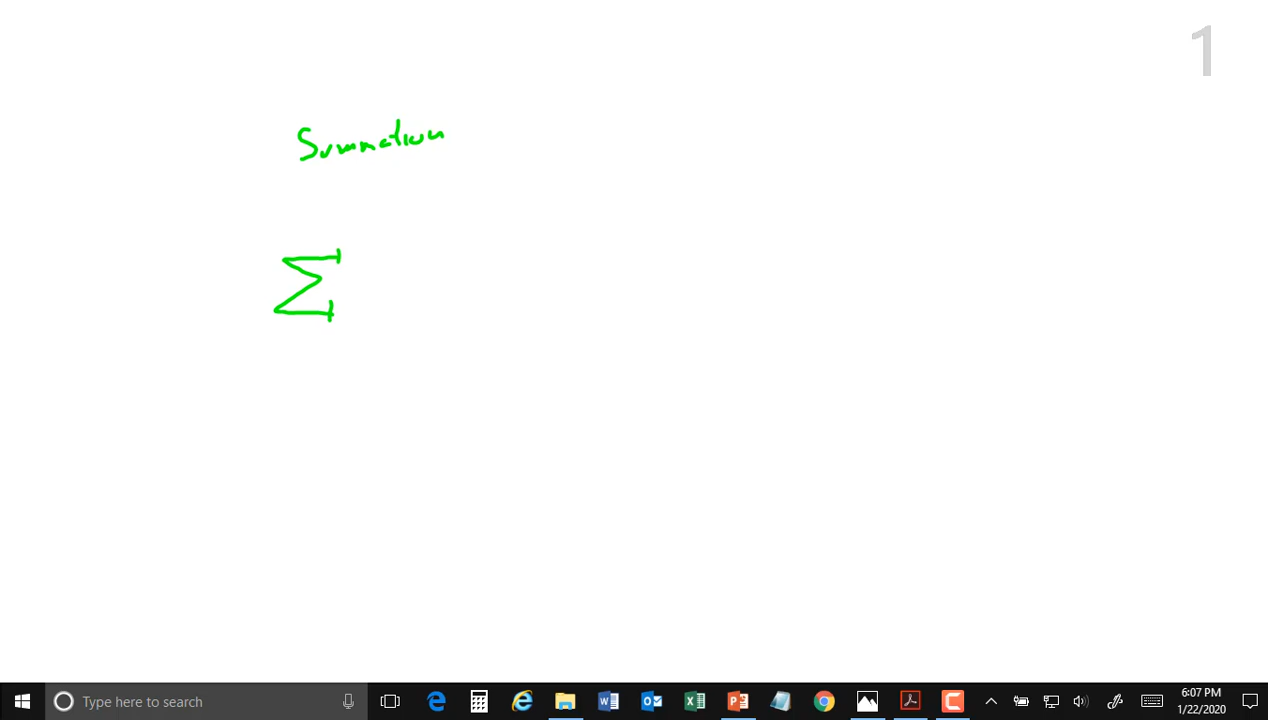 1
Summation
Σ
Type here to search
6:07 PM
1/22/2020